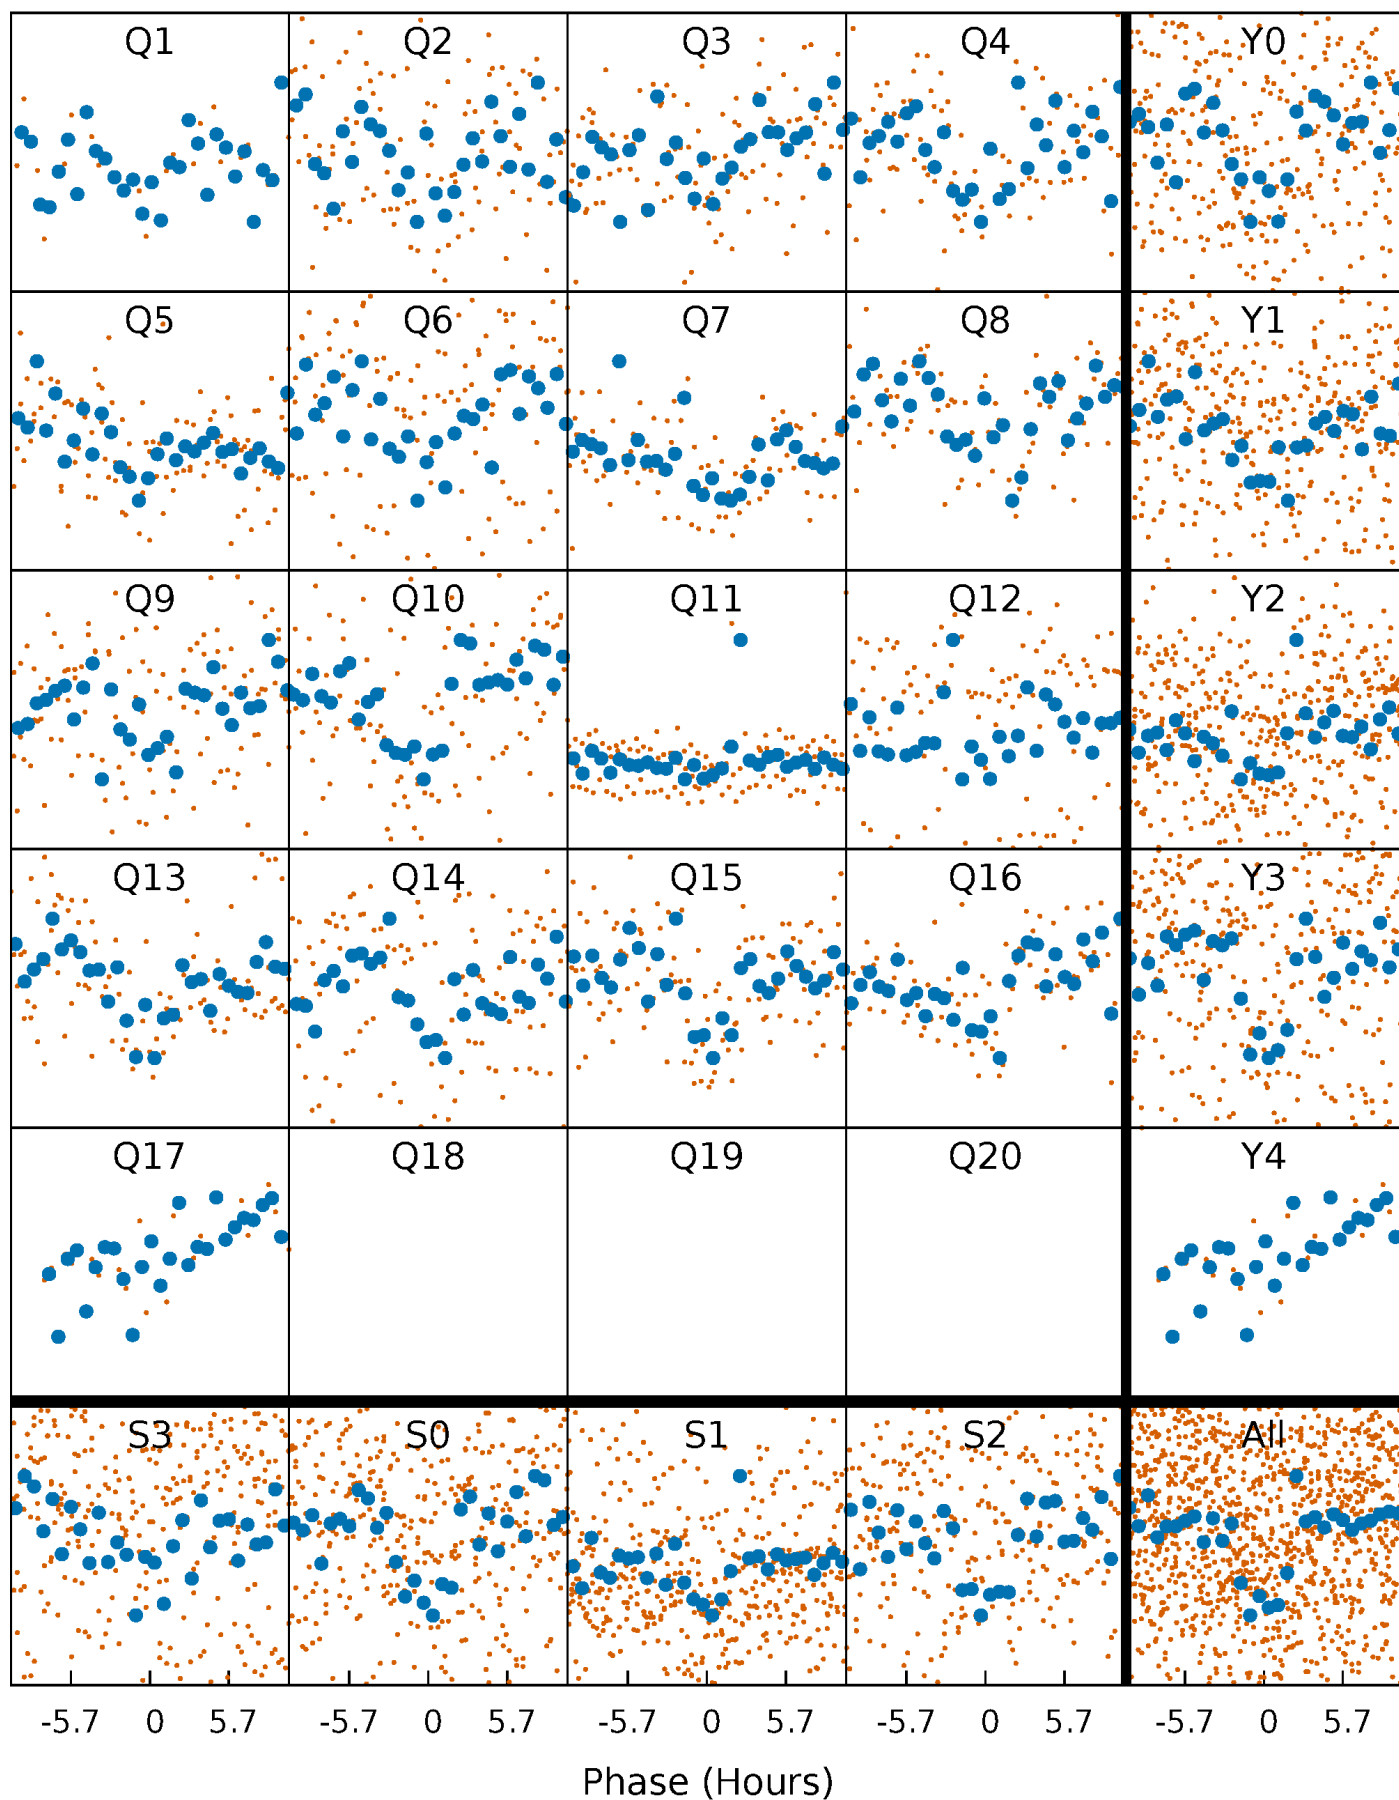 Q1 Q2 Q3 Q4 Y0
Q5 Q6 Q7 Q8 Y1
Q9 Q10 Q11 Q12 Y2
Q13 Q14 Q15 Q16 Y3
Q17 Q18 Q19 Q20 Y4
S3 S0 S1 S2 All
-5.7 0 5.7 -5.7 0 5.7 -5.7 0 5.7 -5.7 0 5.7 -5.7 0 5.7
Phase (Hours)